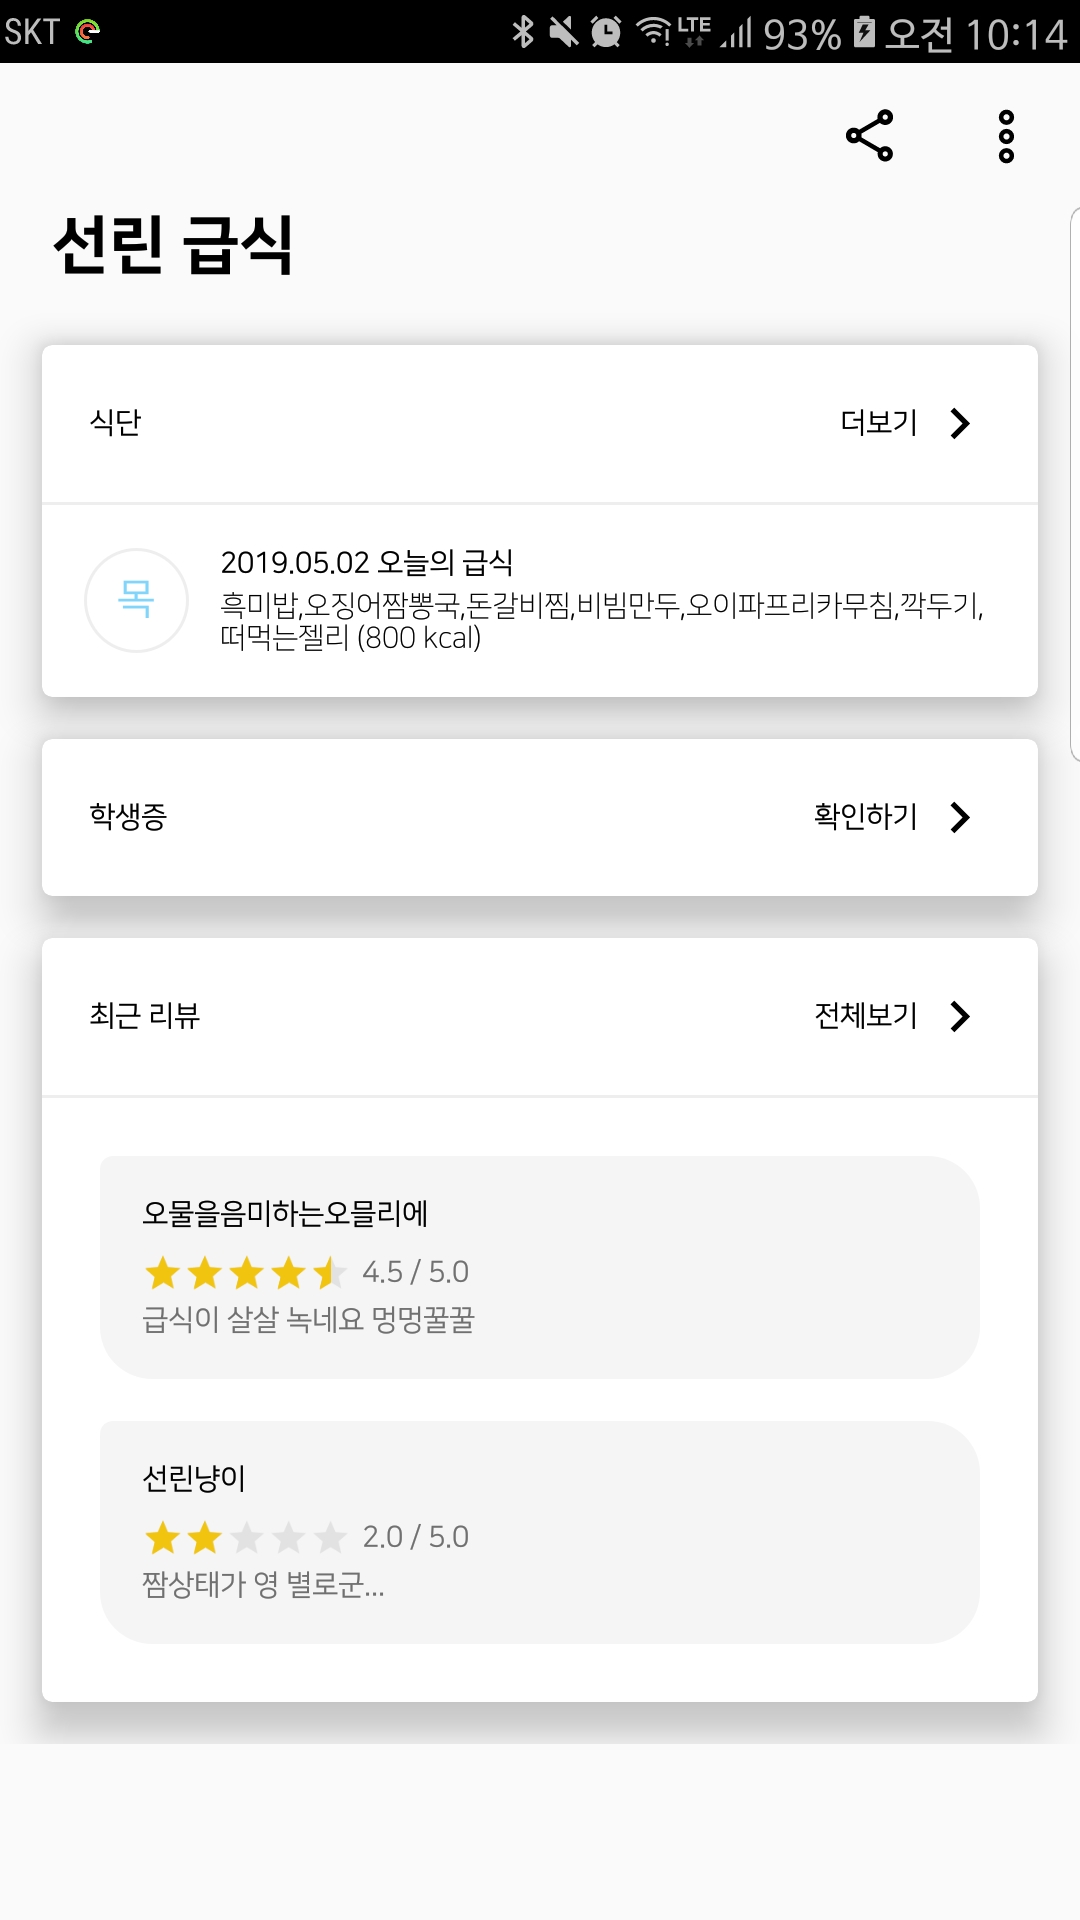 SKT LTE 93% 오전 10:14
선린 급식
식단 더보기
목
2019.05.02 오늘의 급식
흑미밥,오징어짬뽕국,돈갈비찜,비빔만두,오이파프리카무침,깍두기,
떠먹는젤리 (800 kcal)
학생증 확인하기
최근 리뷰 전체보기
오물을음미하는오믈리에
4.5 / 5.0
급식이 살살 녹네요 멍멍꿀꿀
선린냥이
2.0 / 5.0
짬상태가 영 별로군...